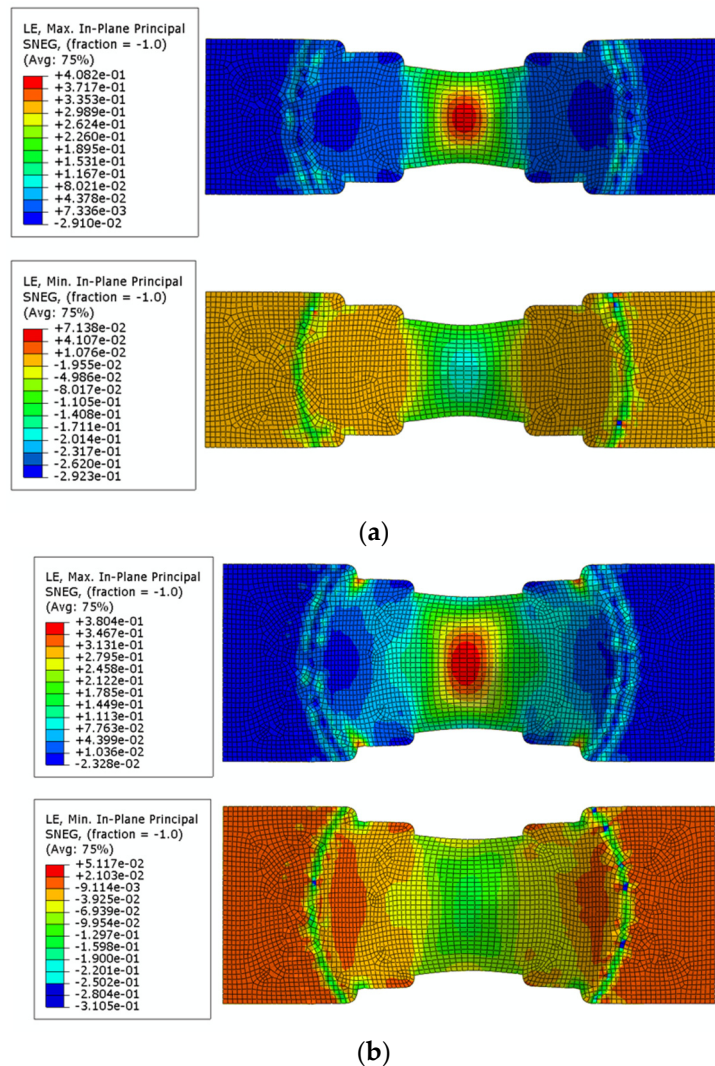 LE, Max. In-Plane Principal
SNEG, (fraction = -1.0)
(Avg: 75%)
+4.082e-01
+3.717e-01
+3.353e-01
+2.989e-01
+2.624e-01
+2.260e-01
+1.895e-01
+1.531e-01
+1.167e-01
+8.021e-02
+4.378e-02
+7.336e-03
-2.910e-02
LE, Min. In-Plane Principal
SNEG, (fraction = -1.0)
(Avg: 75%)
+7.138e-02
+4.107e-02
+1.076e-02
-1.955e-02
-4.986e-02
-8.017e-02
-1.105e-01
-1.408e-01
-1.711e-01
-2.014e-01
-2.317e-01
-2.620e-01
-2.923e-01
(a)
LE, Max. In-Plane Principal
SNEG, (fraction = -1.0)
(Avg: 75%)
+3.804e-01
+3.467e-01
+3.131e-01
+2.795e-01
+2.458e-01
+2.122e-01
+1.785e-01
+1.449e-01
+1.113e-01
+7.763e-02
+4.399e-02
+1.036e-02
-2.328e-02
LE, Min. In-Plane Principal
SNEG, (fraction = -1.0)
(Avg: 75%)
+5.117e-02
+2.103e-02
-9.114e-03
-3.925e-02
-6.939e-02
-9.954e-02
-1.297e-01
-1.598e-01
-1.900e-01
-2.201e-01
-2.502e-01
-2.804e-01
-3.105e-01
(b)